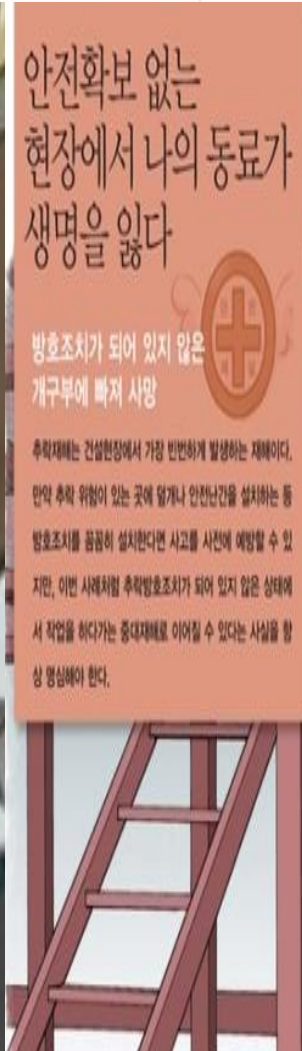 안전확보 없는
현장에서 나의 동료가
생명을 잃다
방호조치가 되어 있지 않은
개구부에 빠져 사망
추락재해는 건설현장에서 가장 빈번하게 발생하는 재해이다.
만약 추락 위험이 있는 곳에 덮개나 안전난간을 설치하는 등
방호조치를 꼼꼼히 설치한다면 사고를 사전에 예방할 수 있
지만, 이번 사례처럼 추락방호조치가 되어 있지 않은 상태에
서 작업을 하다가는 중대재해로 이어질 수 있다는 사실을 항
상 명심해야 한다.